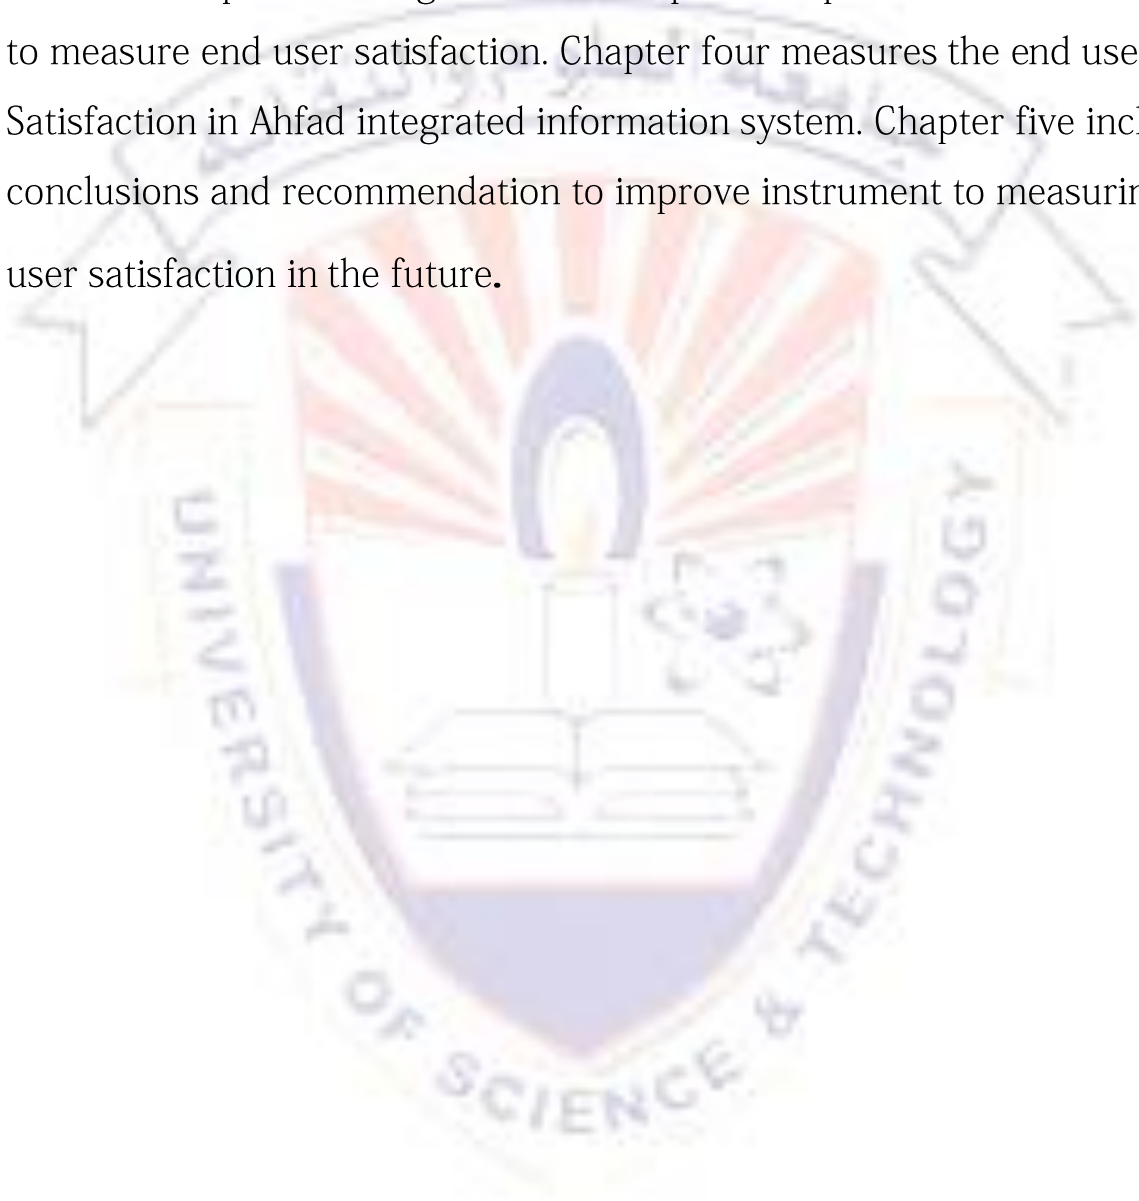 to measure end user satisfaction. Chapter four measures the end use
Satisfaction in Ahfad integrated information system. Chapter five incl
conclusions and recommendation to improve instrument to measurin
user satisfaction in the future.
UNIVERSITY OF SCIENCE & TECHNOLOGY